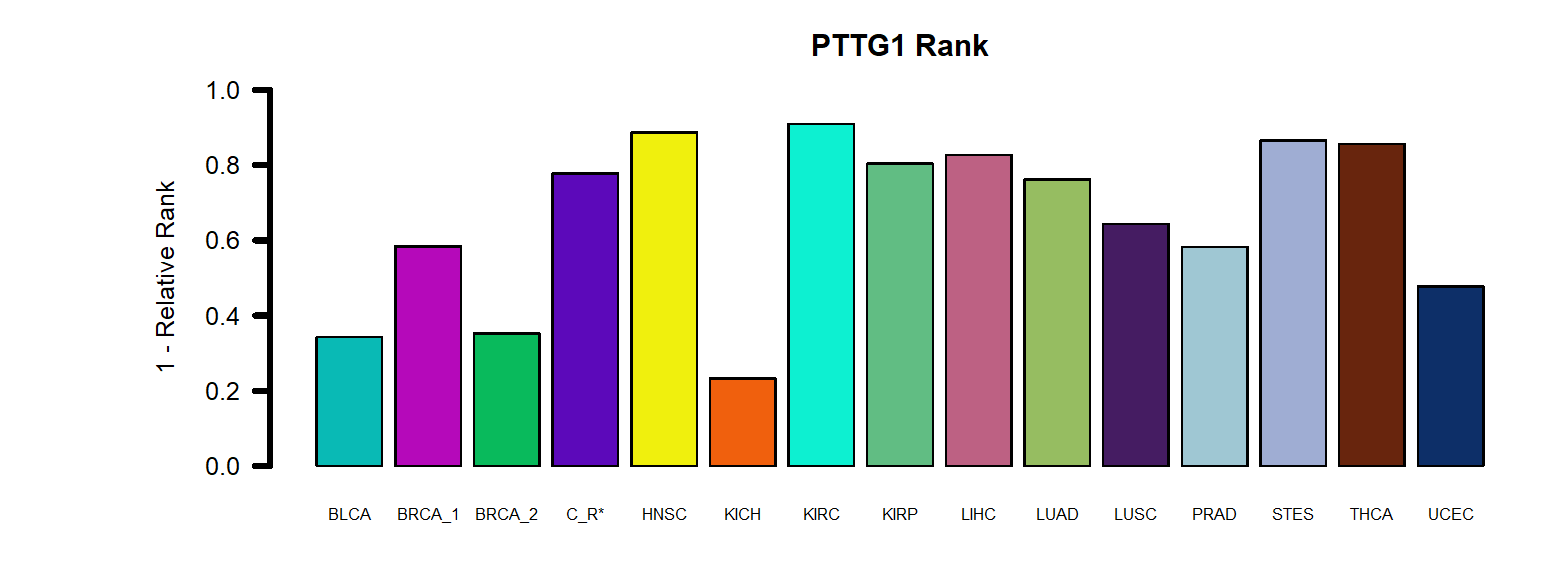 PTTG1 Rank
1 - Relative Rank
1.0
0.8
0.6
0.4
0.2
0.0
BLCA BRCA_1 BRCA_2 C_R* HNSC KICH KIRC KIRP LIHC LUAD LUSC PRAD STES THCA UCEC